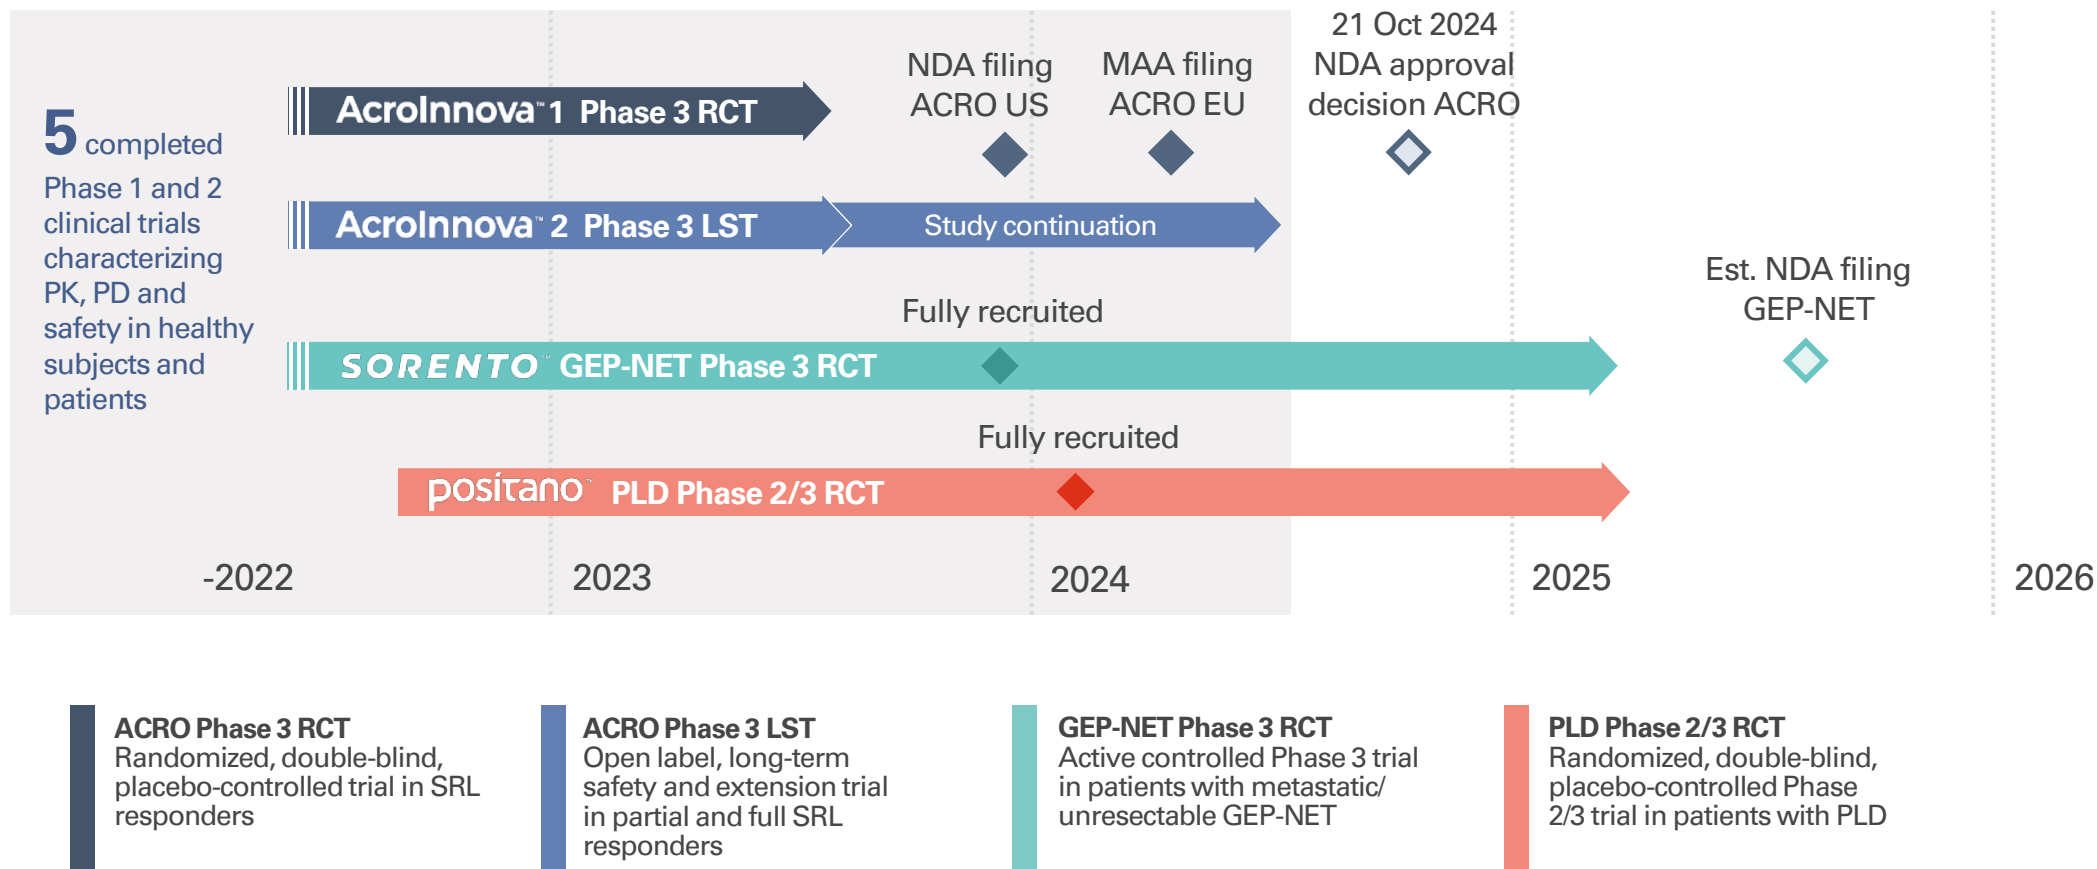 5 completed
Phase 1 and 2
clinical trials
characterizing
PK, PD and
safety in healthy
subjects and
patients
AcroInnova™ 1 Phase 3 RCT
NDA filing
ACRO US
MAA filing
ACRO EU
21 Oct 2024
NDA approval
decision ACRO
AcroInnova™ 2 Phase 3 LST
Study continuation
Fully recruited
SORENTO™ GEP-NET Phase 3 RCT
Est. NDA filing
GEP-NET
Fully recruited
positano™ PLD Phase 2/3 RCT
-2022
2023
2024
2025
2026
ACRO Phase 3 RCT
Randomized, double-blind,
placebo-controlled trial in SRL
responders
ACRO Phase 3 LST
Open label, long-term
safety and extension trial
in partial and full SRL
responders
GEP-NET Phase 3 RCT
Active controlled Phase 3 trial
in patients with metastatic/
unresectable GEP-NET
PLD Phase 2/3 RCT
Randomized, double-blind,
placebo-controlled Phase
2/3 trial in patients with PLD